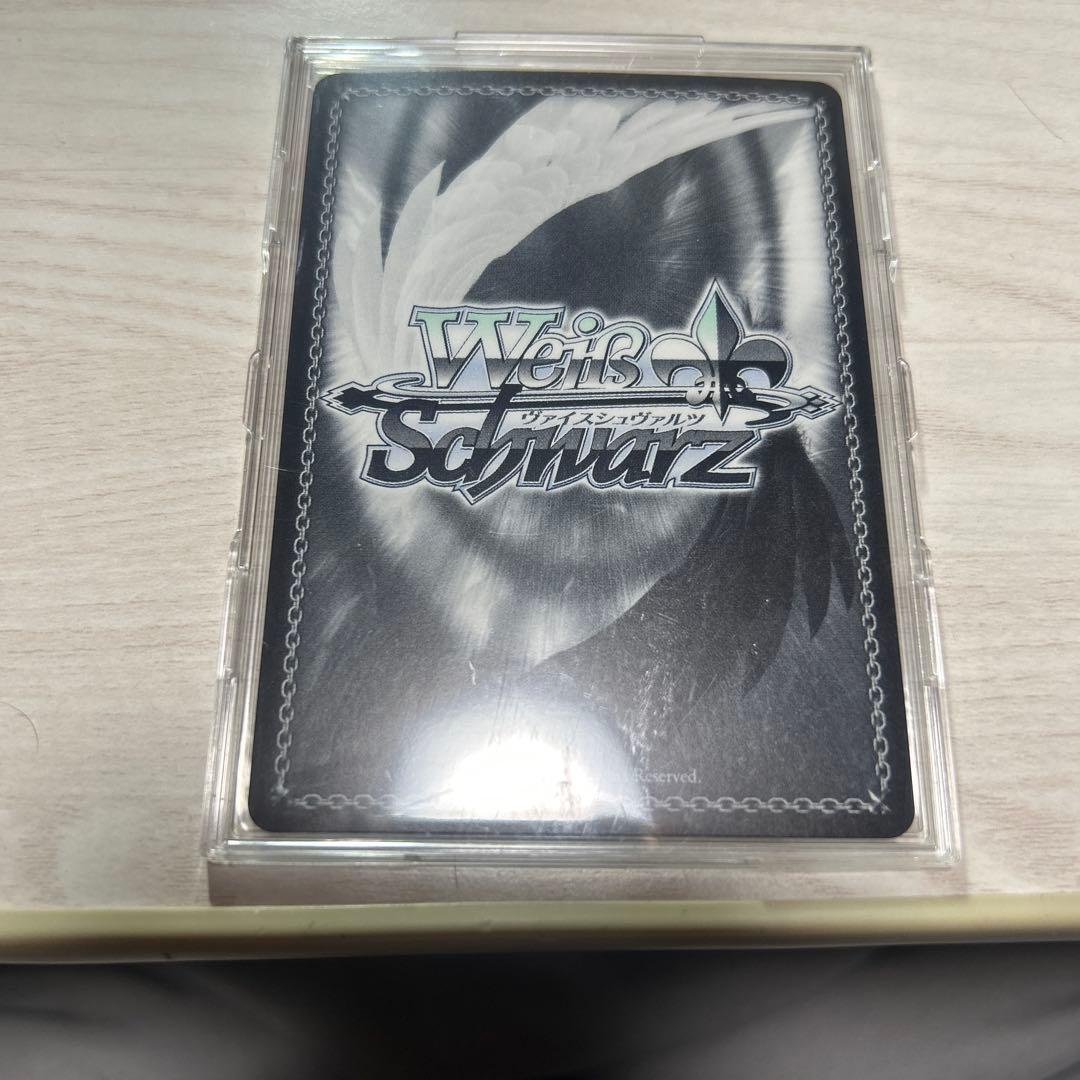 Weiß
ヴァイスシュヴァルツ
Schwarz
Reserved.